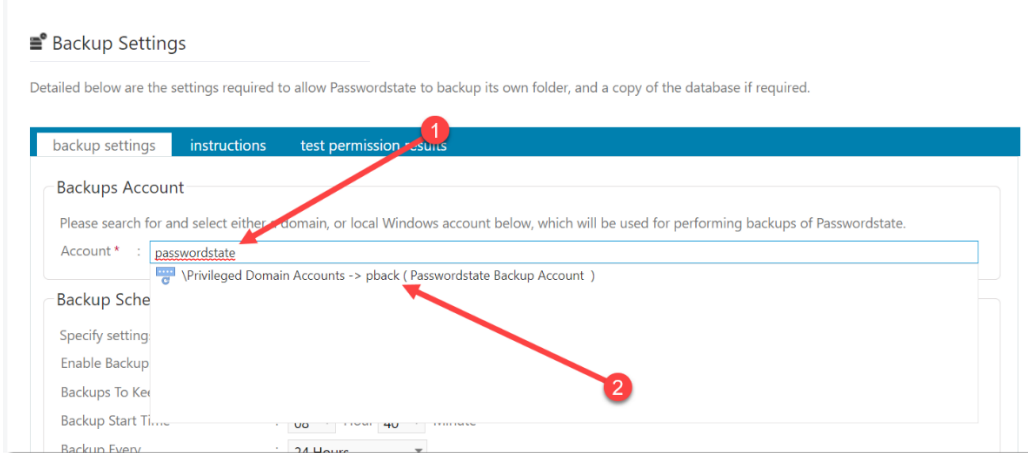 Backup Settings
Detailed below are the settings required to allow Passwordstate to backup its own folder, and a copy of the database if required.
1
backup settings instructions test permission results
Backups Account
Please search for and select either a domain, or local Windows account below, which will be used for performing backups of Passwordstate.
Account * : passwordstate
\Privileged Domain Accounts -> pback ( Passwordstate Backup Account )
Backup Sche
Specify setting
Enable Backup
2
Backups To Kee
Backup Start Time : 08 Hour 40 Minute
Backup Every : 24 Hours